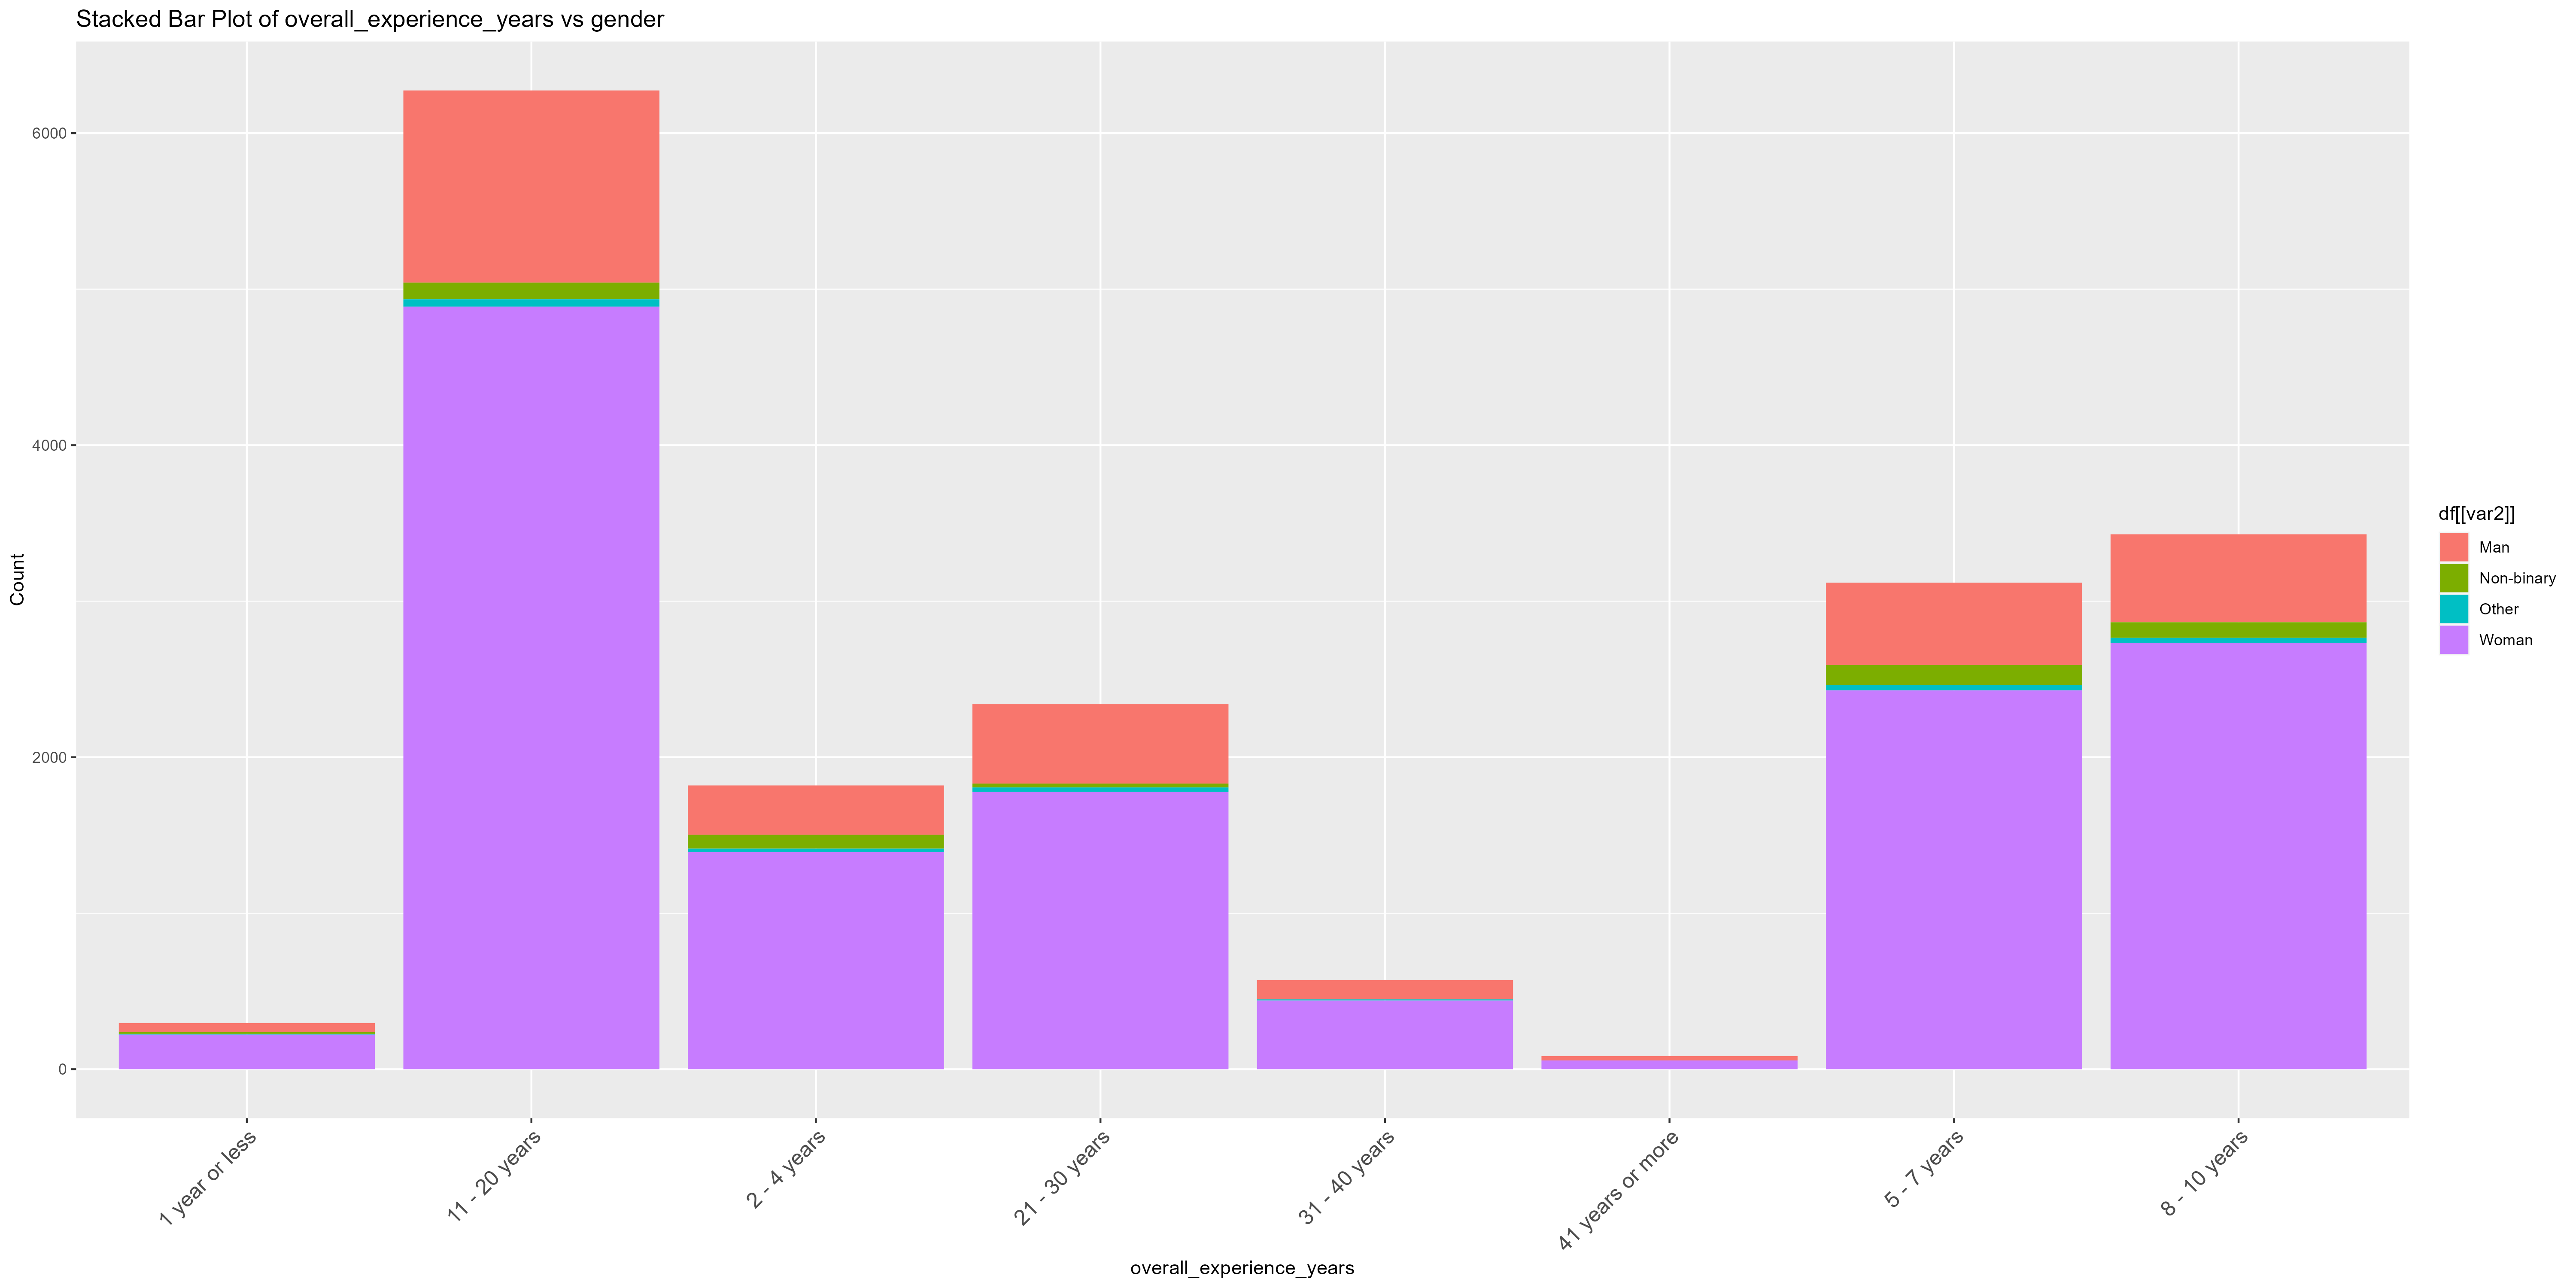 Stacked Bar Plot of overall_experience_years vs gender
6000
4000
2000
0
Count
1 year or less
11 - 20 years
2 - 4 years
21 - 30 years
31 - 40 years
41 years or more
5 - 7 years
8 - 10 years
overall_experience_years
df[[var2]]
Man
Non-binary
Other
Woman